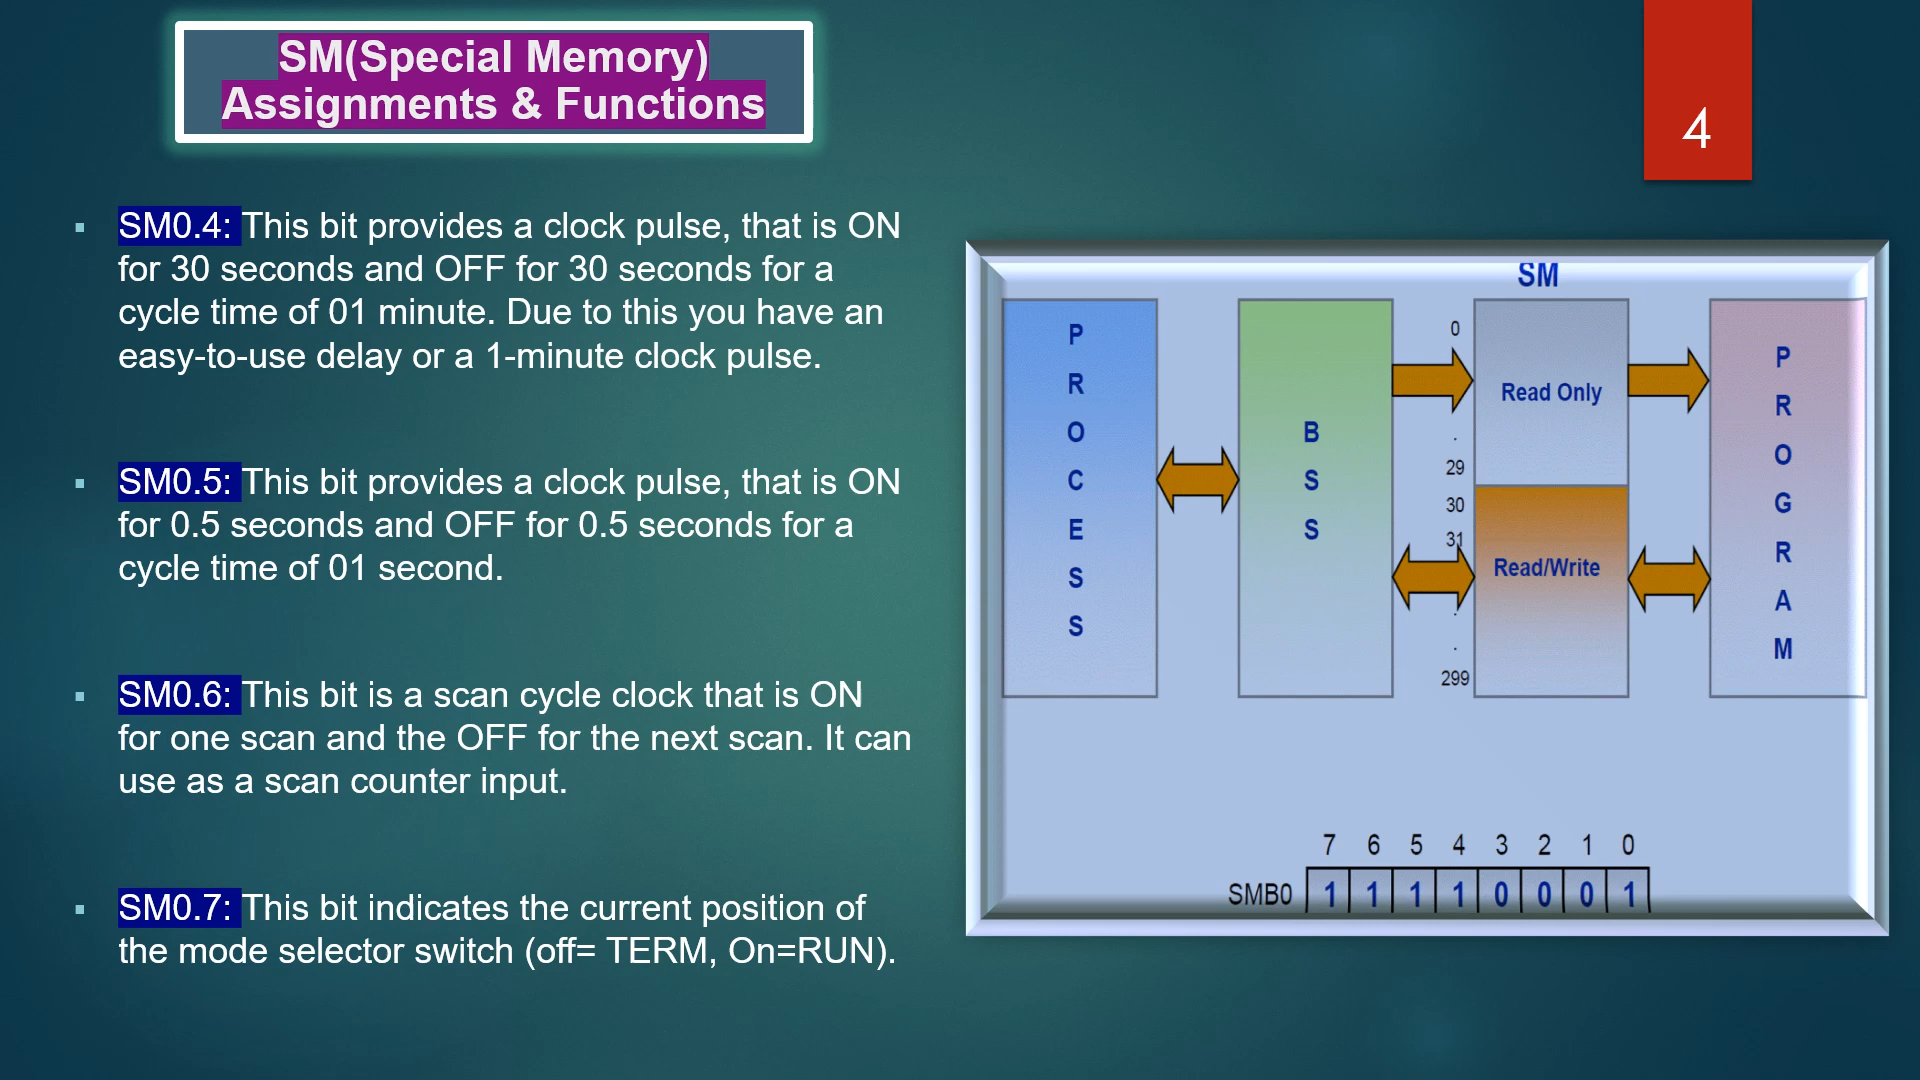 SM(Special Memory)
Assignments & Functions
4
▪ SM0.4: This bit provides a clock pulse, that is ON
for 30 seconds and OFF for 30 seconds for a
cycle time of 01 minute. Due to this you have an
easy-to-use delay or a 1-minute clock pulse.
▪ SM0.5: This bit provides a clock pulse, that is ON
for 0.5 seconds and OFF for 0.5 seconds for a
cycle time of 01 second.
▪ SM0.6: This bit is a scan cycle clock that is ON
for one scan and the OFF for the next scan. It can
use as a scan counter input.
▪ SM0.7: This bit indicates the current position of
the mode selector switch (off= TERM, On=RUN).
SM
P
R
O
C
E
S
S
B
S
S
0
.
29
30
31
.
.
299
Read Only
Read/Write
P
R
O
G
R
A
M
7 6 5 4 3 2 1 0
SMB0 1 1 1 1 0 0 0 1